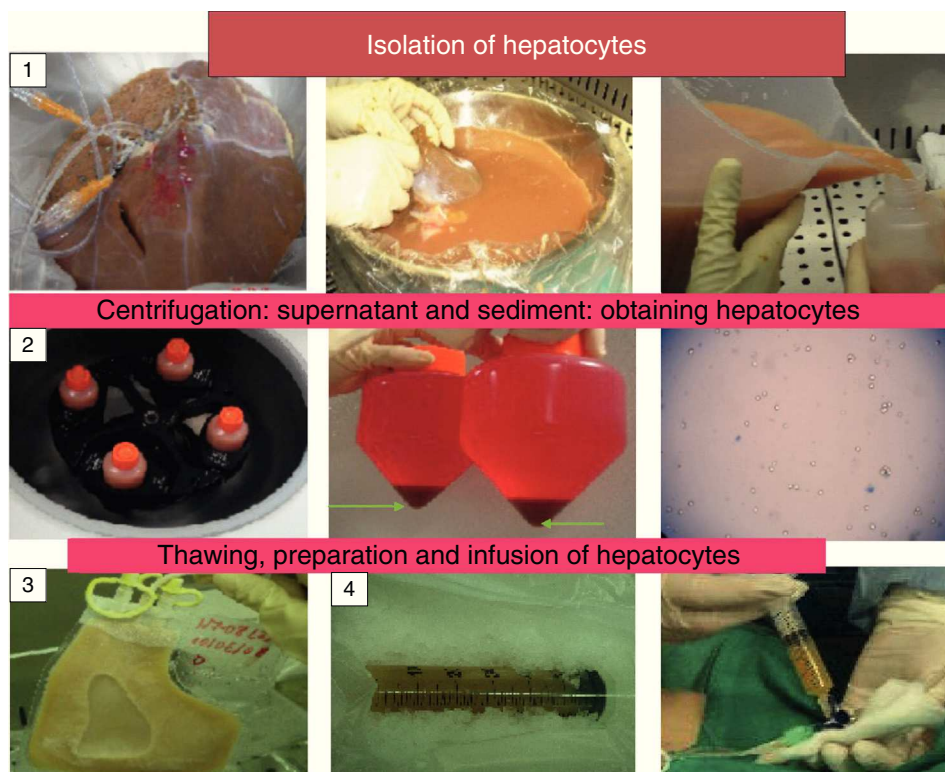 Isolation of hepatocytes
1
Centrifugation: supernatant and sediment: obtaining hepatocytes
2
Thawing, preparation and infusion of hepatocytes
3
4